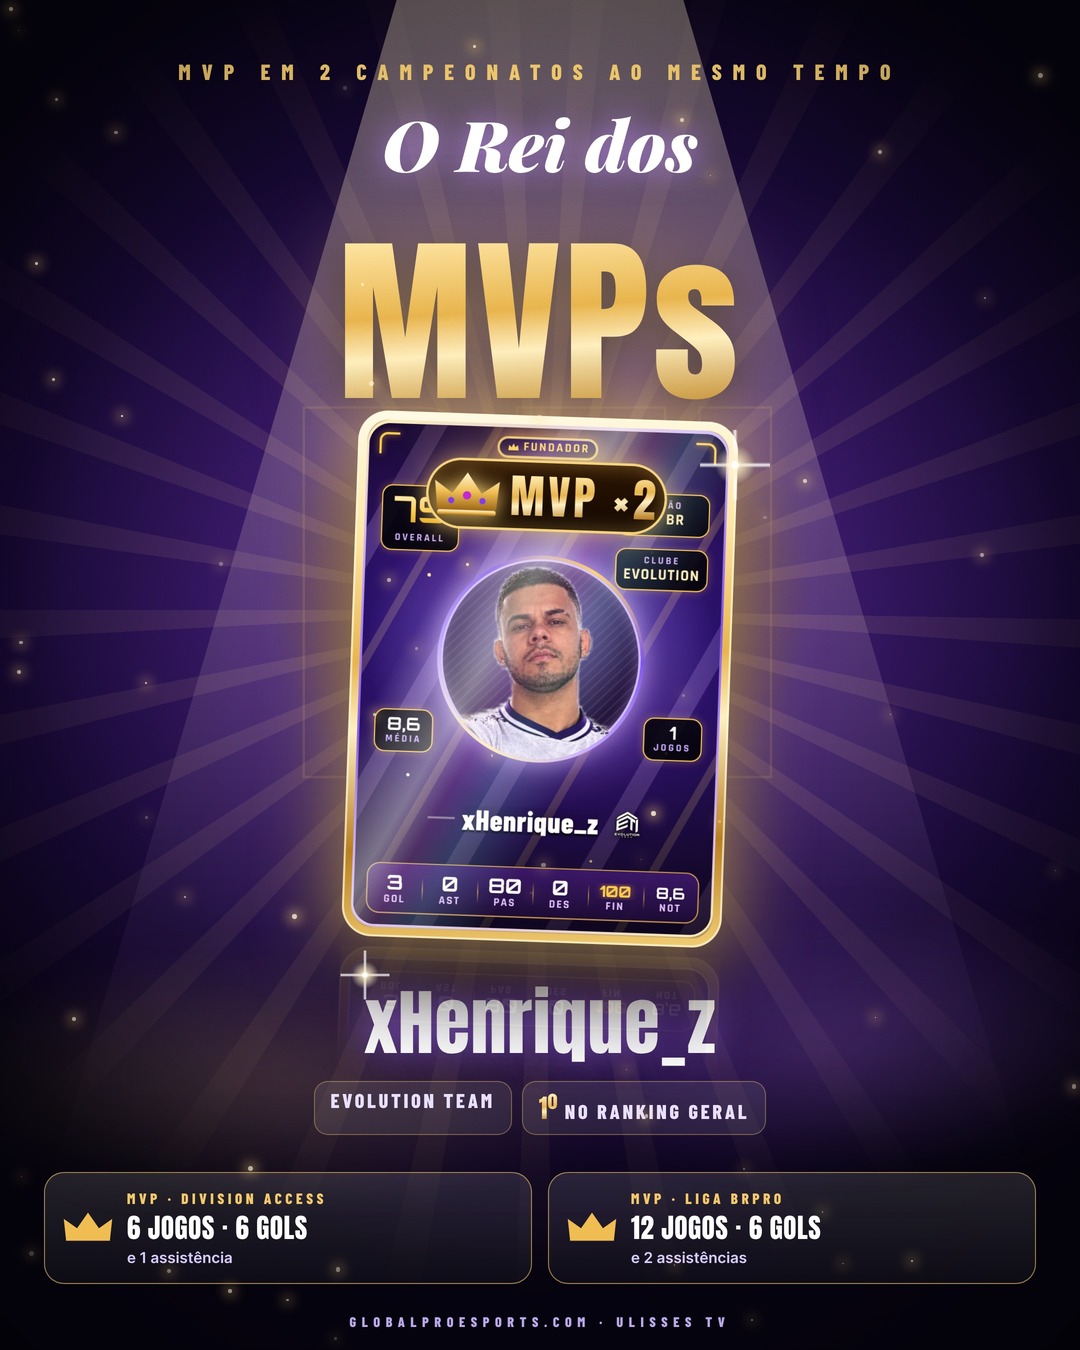 MVP EM 2 CAMPEONATOS AO MESMO TEMPO
O Rei dos
MVPs
FUNDADOR
MVP ×2
OVERALL
BR
CLUBE
EVOLUTION
8,6
MÉDIA
1
JOGOS
xHenrique_z
EVOLUTION
3 0 80 0 100 8,6
GOL AST PAS DES FIN NOT
xHenrique_z
EVOLUTION TEAM
1º NO RANKING GERAL
MVP · DIVISION ACCESS
6 JOGOS · 6 GOLS
e 1 assistência
MVP · LIGA BRPRO
12 JOGOS · 6 GOLS
e 2 assistências
GLOBALPROESPORTS.COM · ULISSES TV